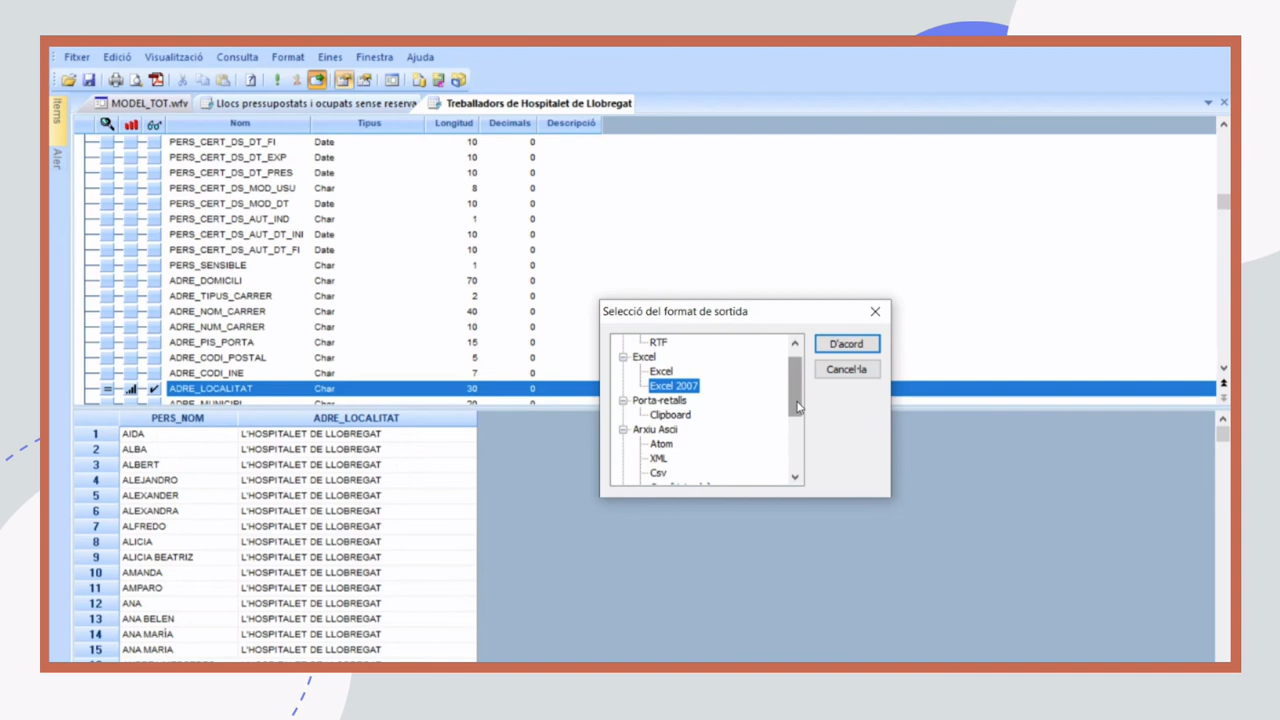 Fitxer Edició Visualització Consulta Format Eines Finestra Ajuda
MODEL_TOT.wfv Llocs pressupostats i ocupats sense reserva Treballadors de Hospitalet de Llobregat
Items
Nom Tipus Longitud Decimals Descripció
PERS_CERT_DS_DT_FI Date 10 0
PERS_CERT_DS_DT_EXP Date 10 0
PERS_CERT_DS_DT_PRES Date 10 0
PERS_CERT_DS_MOD_USU Char 8 0
PERS_CERT_DS_MOD_DT Char 10 0
PERS_CERT_DS_AUT_IND Char 1 0
PERS_CERT_DS_AUT_DT_INI Date 10 0
PERS_CERT_DS_AUT_DT_FI Date 10 0
PERS_SENSIBLE Char 1 0
ADRE_DOMICILI Char 70 0
ADRE_TIPUS_CARRER Char 2 0
ADRE_NOM_CARRER Char 40 0
ADRE_NUM_CARRER Char 10 0
ADRE_PIS_PORTA Char 15 0
ADRE_CODI_POSTAL Char 5 0
ADRE_CODI_INE Char 7 0
ADRE_LOCALITAT Char 30 0
Selecció del format de sortida
RTF
Excel
Excel
Excel 2007
Porta-retalls
Clipboard
Arxiu Ascii
Atom
XML
Csv
D'acord
Cancel·la
PERS_NOM ADRE_LOCALITAT
1 AIDA L'HOSPITALET DE LLOBREGAT
2 ALBA L'HOSPITALET DE LLOBREGAT
3 ALBERT L'HOSPITALET DE LLOBREGAT
4 ALEJANDRO L'HOSPITALET DE LLOBREGAT
5 ALEXANDER L'HOSPITALET DE LLOBREGAT
6 ALEXANDRA L'HOSPITALET DE LLOBREGAT
7 ALFREDO L'HOSPITALET DE LLOBREGAT
8 ALICIA L'HOSPITALET DE LLOBREGAT
9 ALICIA BEATRIZ L'HOSPITALET DE LLOBREGAT
10 AMANDA L'HOSPITALET DE LLOBREGAT
11 AMPARO L'HOSPITALET DE LLOBREGAT
12 ANA L'HOSPITALET DE LLOBREGAT
13 ANA BELEN L'HOSPITALET DE LLOBREGAT
14 ANA MARÍA L'HOSPITALET DE LLOBREGAT
15 ANA MARIA L'HOSPITALET DE LLOBREGAT